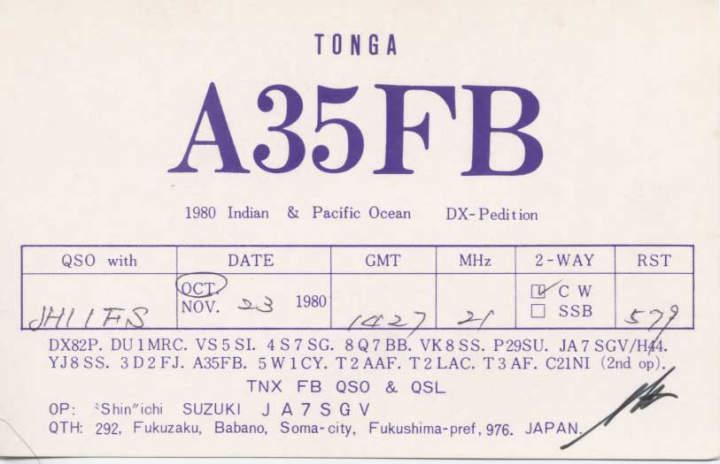 TONGA
A35FB
1980 Indian & Pacific Ocean DX-Pedition
QSO with DATE GMT MHz 2-WAY RST
OCT.
NOV. 23 1980
JH1IFS 1427 21 579
CW
SSB
DX82P. DU1MRC. VS5SI. 4S7SG. 8Q7BB. VK8SS. P29SU. JA7SGV/H44.
YJ8SS. 3D2FJ. A35FB. 5W1CY. T2AAF. T2LAC. T3AF. C21NI (2nd op).
TNX FB QSO & QSL
OP: "Shin"ichi SUZUKI JA7SGV
QTH: 292, Fukuzaku, Babano, Soma-city, Fukushima-pref, 976. JAPAN.